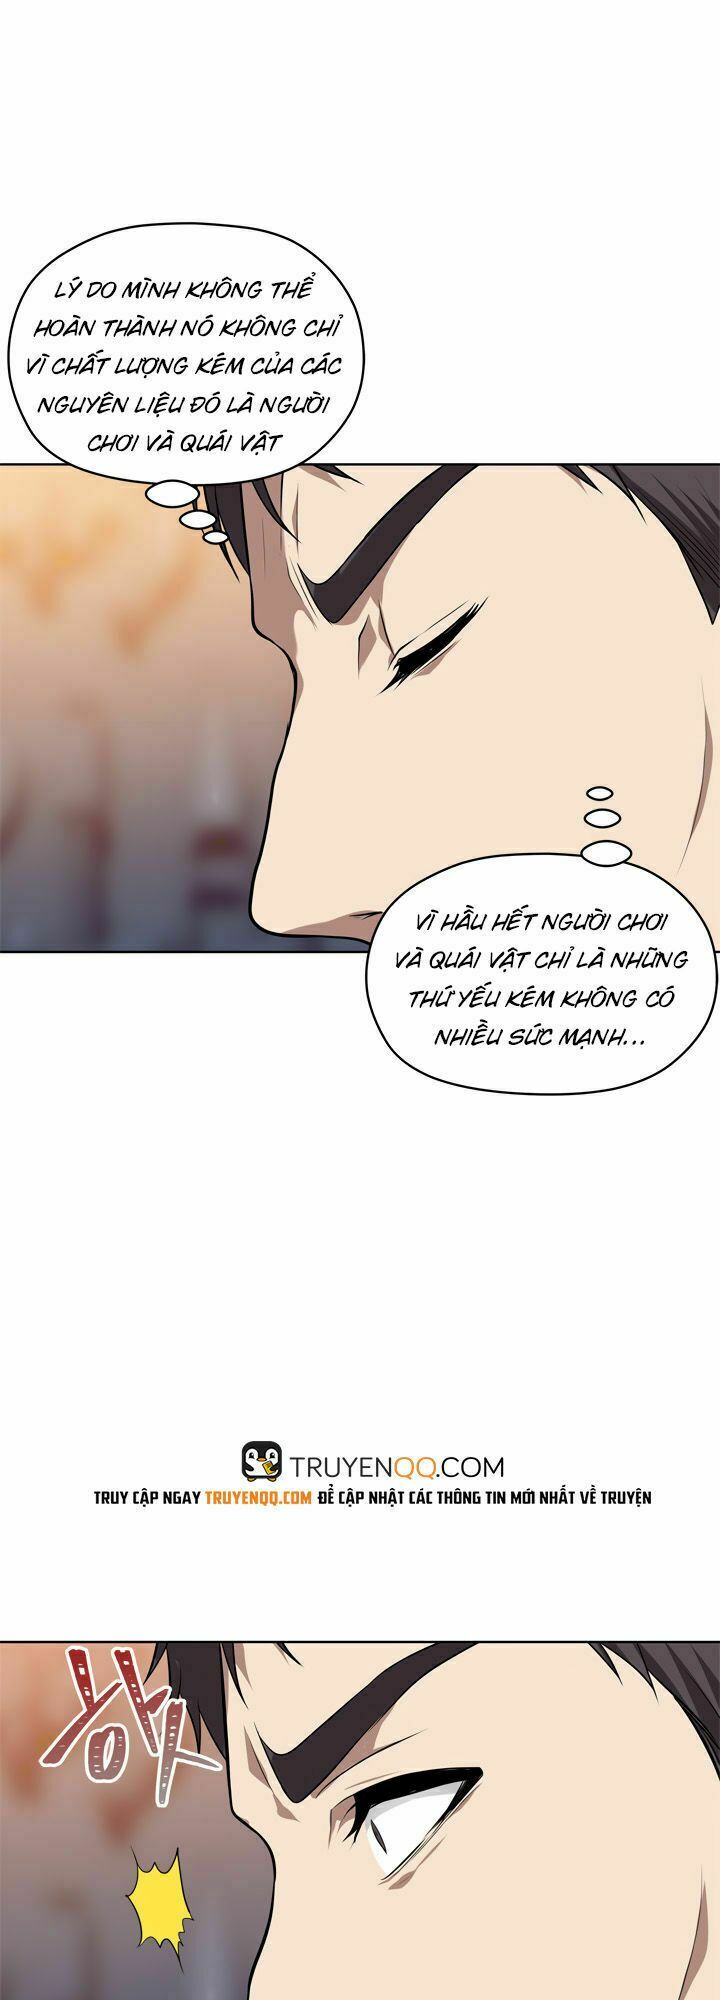 LÝ DO MÌNH KHÔNG THỂ
HOÀN THÀNH NÓ KHÔNG CHỈ
VÌ CHẤT LƯỢNG KÉM CỦA CÁC
NGUYÊN LIỆU ĐÓ LÀ NGƯỜI
CHƠI VÀ QUÁI VẬT
VÌ HẦU HẾT NGƯỜI CHƠI
VÀ QUÁI VẬT CHỈ LÀ NHỮNG
THỨ YẾU KÉM KHÔNG CÓ
NHIỀU SỨC MẠNH...
TRUYENQQ.COM
TRUY CẬP NGAY TRUYENQQ.COM ĐỂ CẬP NHẬT CÁC THÔNG TIN MỚI NHẤT VỀ TRUYỆN